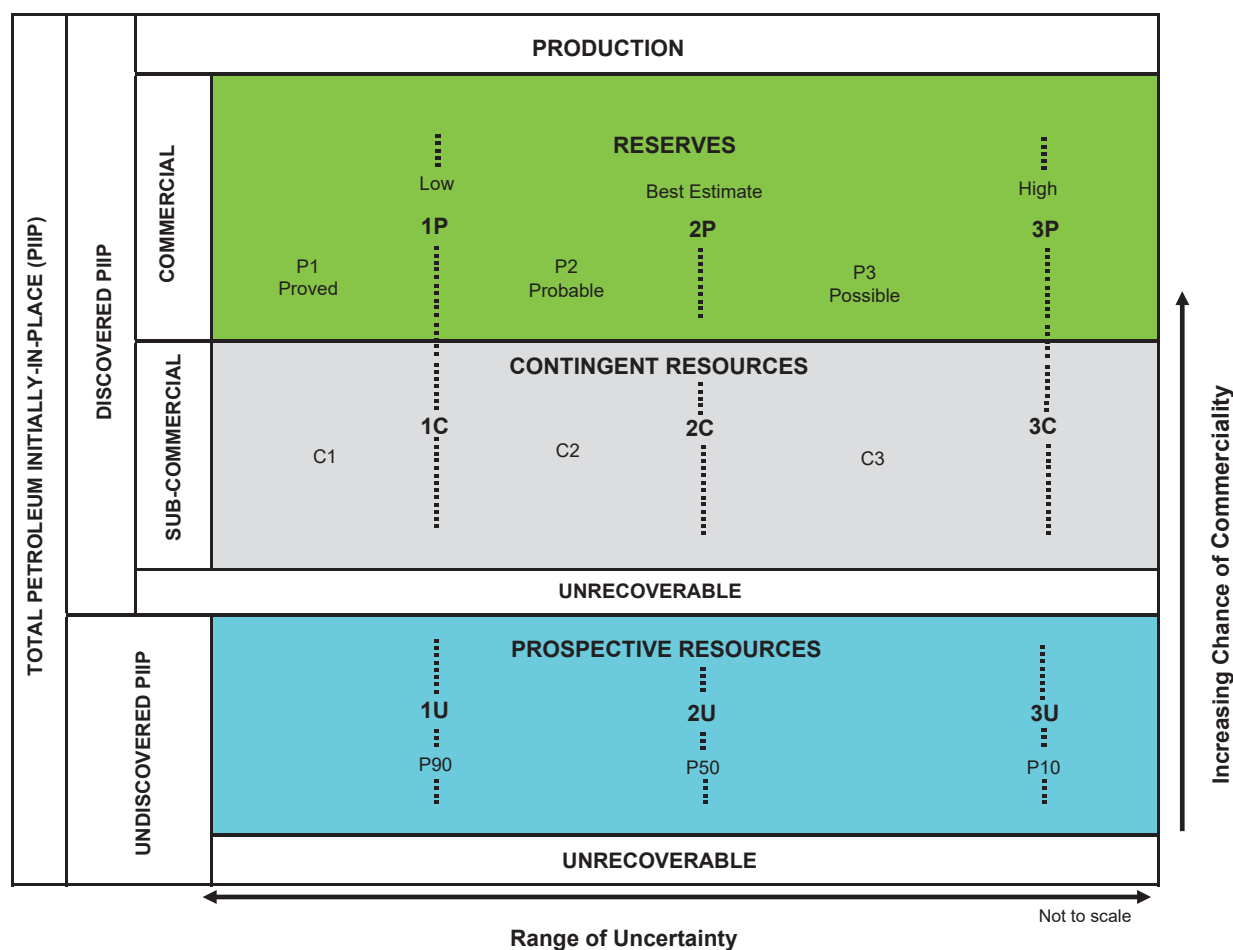 TOTAL PETROLEUM INITIALLY-IN-PLACE (PIIP)
DISCOVERED PIIP
UNDISCOVERED PIIP
COMMERCIAL
SUB-COMMERCIAL
PRODUCTION
RESERVES
Low
Best Estimate
High
1P
2P
3P
P1
Proved
P2
Probable
P3
Possible
CONTINGENT RESOURCES
1C
2C
3C
C1
C2
C3
UNRECOVERABLE
PROSPECTIVE RESOURCES
1U
2U
3U
P90
P50
P10
UNRECOVERABLE
Increasing Chance of Commerciality
Not to scale
Range of Uncertainty